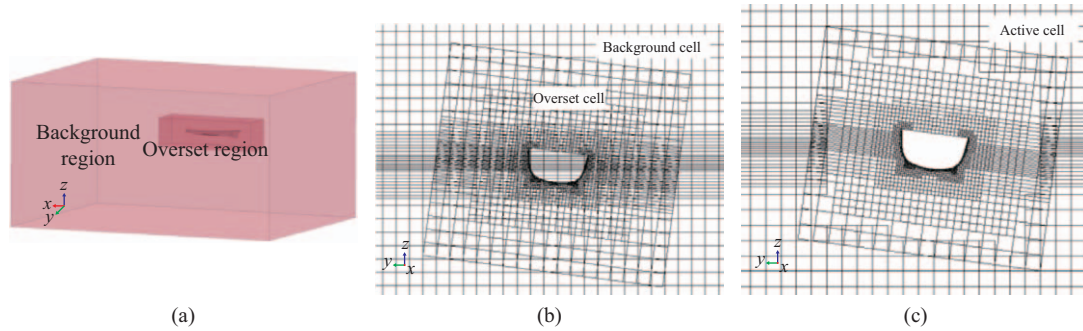 Background
region
Overset region
z
x
y
(a)
Background cell
Overset cell
z
y
x
(b)
Active cell
z
y
x
(c)